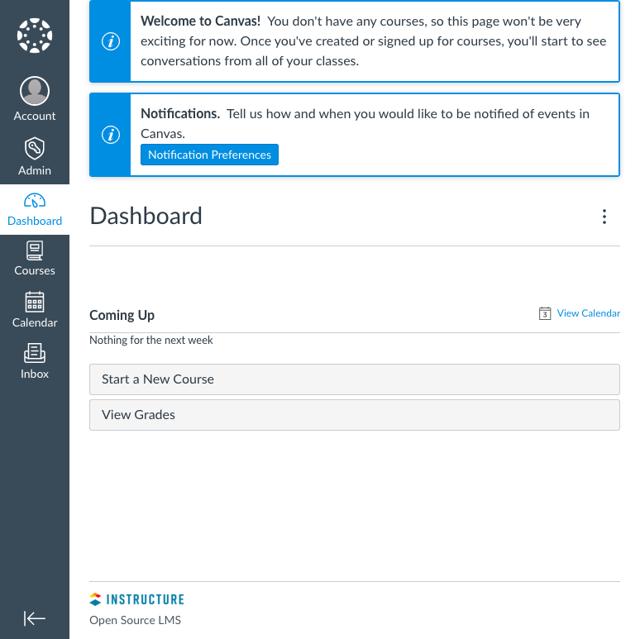 Welcome to Canvas! You don't have any courses, so this page won't be very
exciting for now. Once you've created or signed up for courses, you'll start to see
conversations from all of your classes.
Notifications. Tell us how and when you would like to be notified of events in
Canvas.
Notification Preferences
Account
Admin
Dashboard
Courses
Calendar
Inbox
Dashboard
Coming Up
3 View Calendar
Nothing for the next week
Start a New Course
View Grades
INSTRUCTURE
Open Source LMS